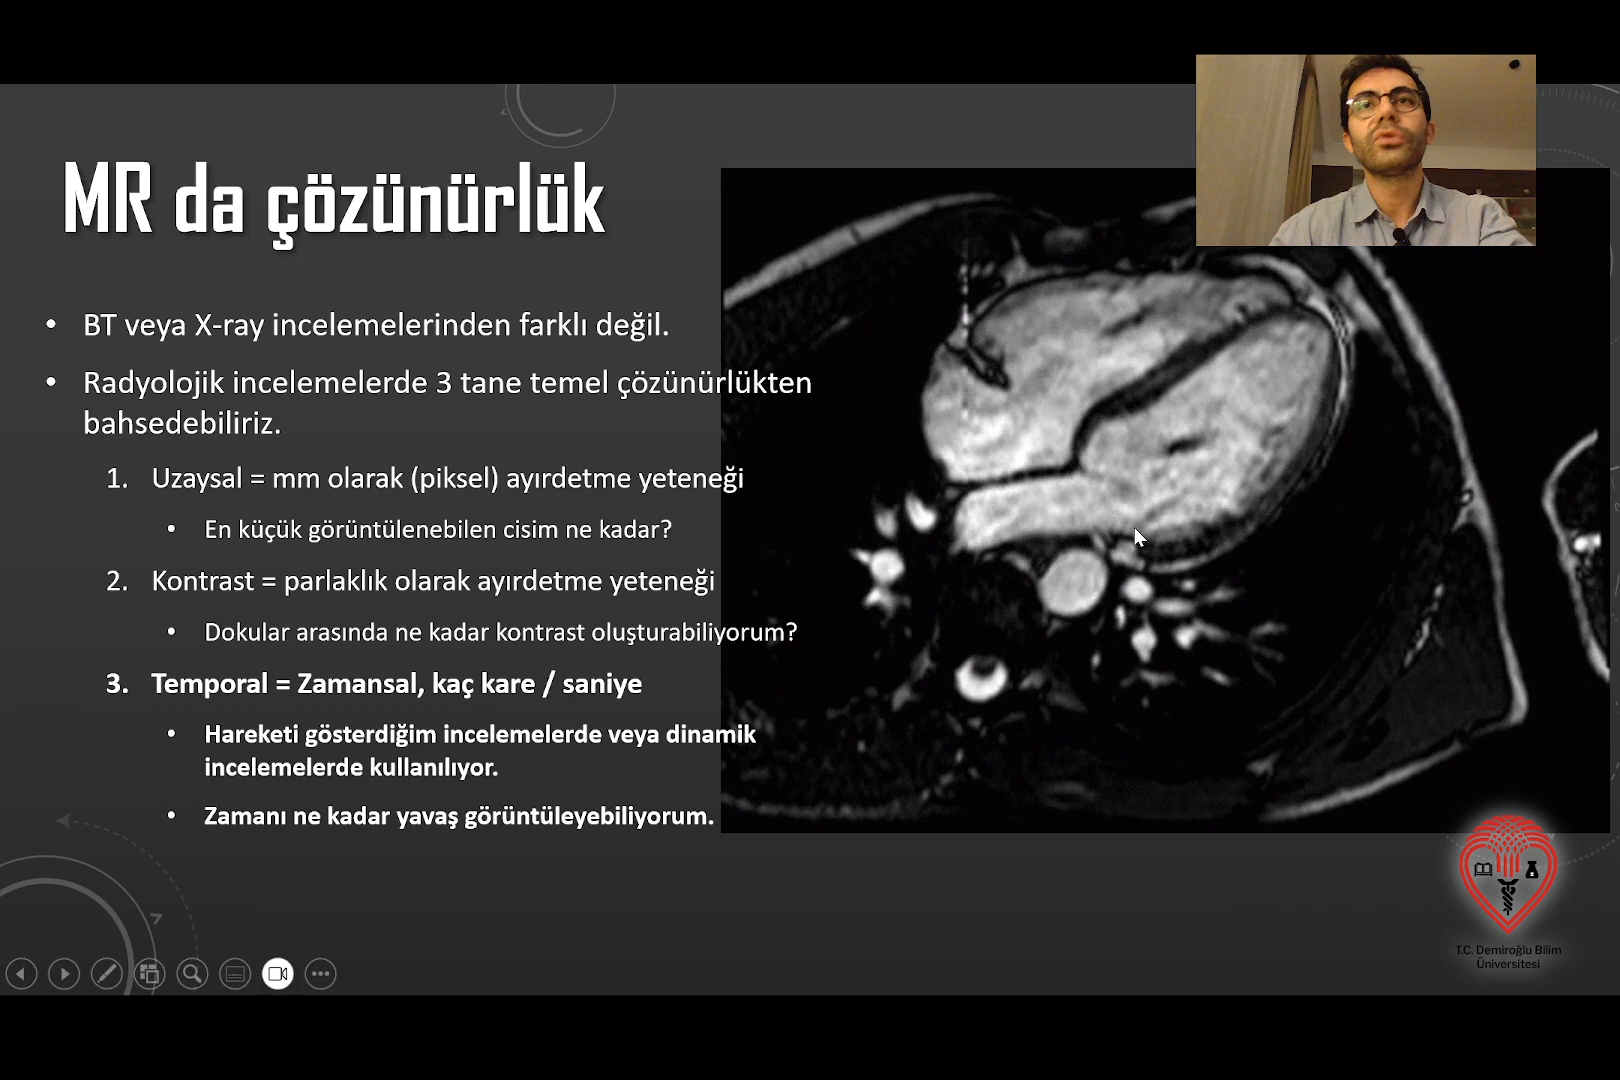 MR da çözünürlük
• BT veya X-ray incelemelerinden farklı değil.
• Radyolojik incelemelerde 3 tane temel çözünürlükten
bahsedebiliriz.
1. Uzaysal = mm olarak (piksel) ayırdetme yeteneği
• En küçük görüntülenebilen cisim ne kadar?
2. Kontrast = parlaklık olarak ayırdetme yeteneği
• Dokular arasında ne kadar kontrast oluşturabiliyorum?
3. Temporal = Zamansal, kaç kare / saniye
• Hareketi gösterdiğim incelemelerde veya dinamik
incelemelerde kullanılıyor.
• Zamanı ne kadar yavaş görüntüleyebiliyorum.
T.C. Demiroğlu Bilim
Üniversitesi